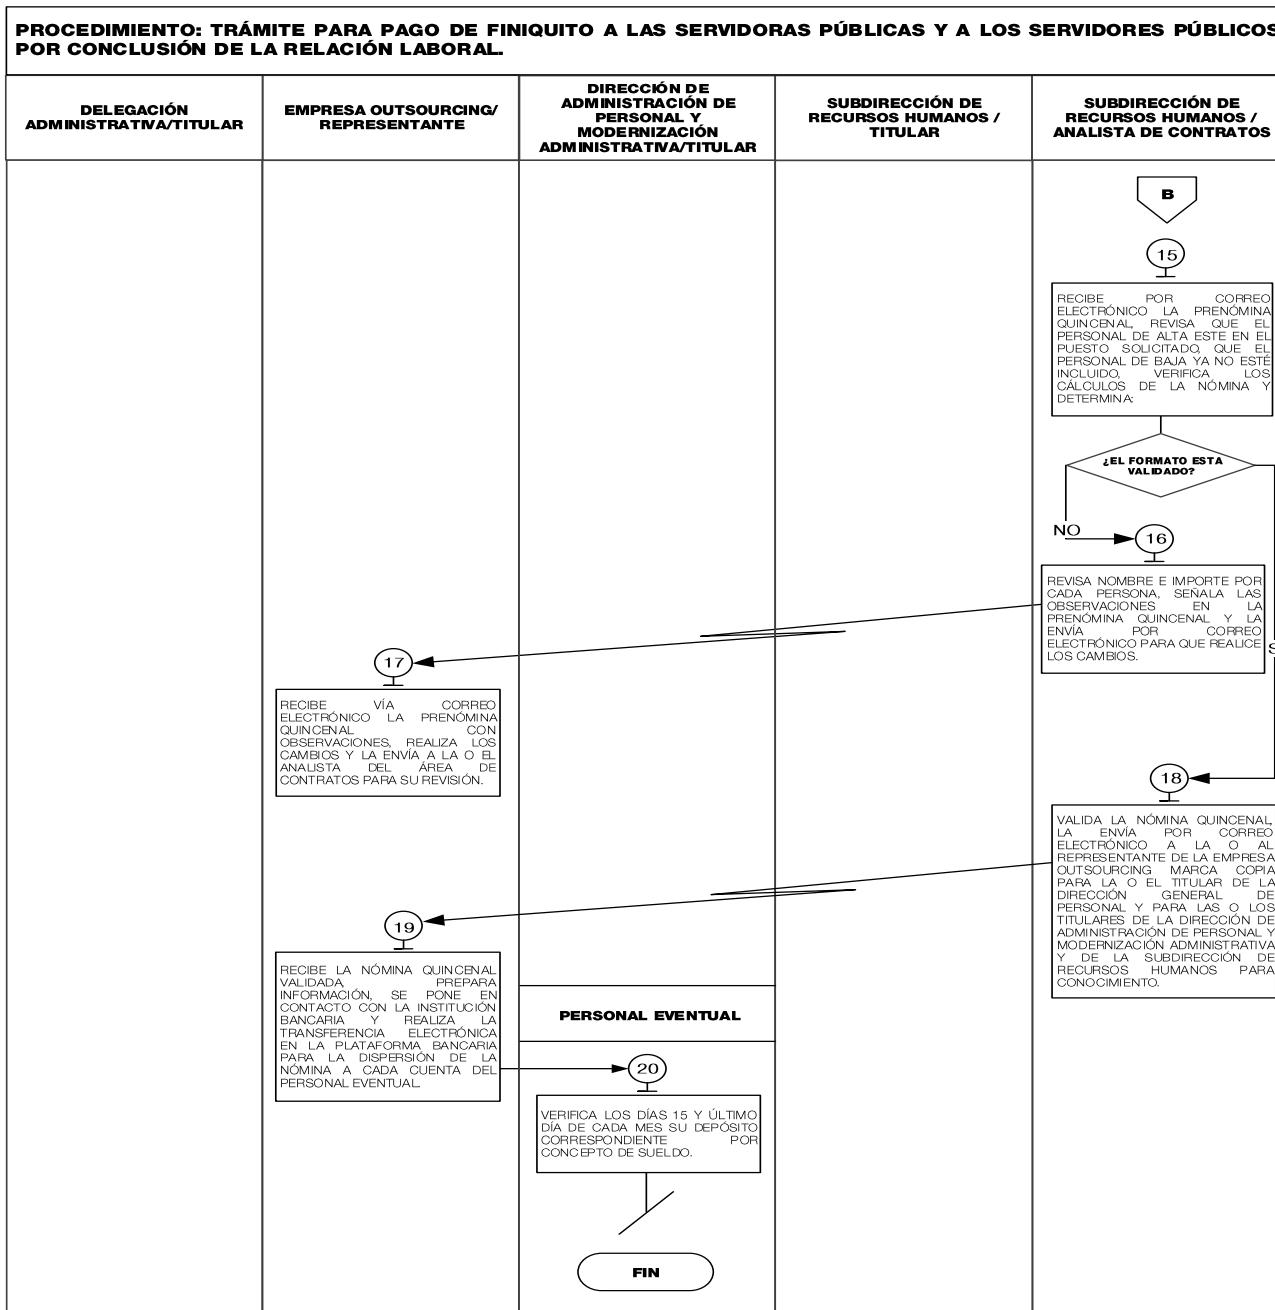 PROCEDIMIENTO: TRÁMITE PARA PAGO DE FINIQUITO A LAS SERVIDORAS PÚBLICAS Y A LOS SERVIDORES PÚBLICOS
POR CONCLUSIÓN DE LA RELACIÓN LABORAL.
DELEGACIÓN
ADMINISTRATIVA/TITULAR
EMPRESA OUTSOURCING/
REPRESENTANTE
DIRECCIÓN DE
ADMINISTRACIÓN DE
PERSONAL Y
MODERNIZACIÓN
ADMINISTRATIVA/TITULAR
SUBDIRECCIÓN DE
RECURSOS HUMANOS /
TITULAR
SUBDIRECCIÓN DE
RECURSOS HUMANOS /
ANALISTA DE CONTRATOS
B
15
RECIBE POR CORREO
ELECTRÓNICO LA PRENÓMINA
QUINCENAL, REVISA QUE EL
PERSONAL DE ALTA ESTE EN EL
PUESTO SOLICITADO, QUE EL
PERSONAL DE BAJA YA NO ESTÉ
INCLUIDO, VERIFICA LOS
CÁLCULOS DE LA NÓMINA Y
DETERMINA:
¿EL FORMATO ESTA
VALIDADO?
NO
16
REVISA NOMBRE E IMPORTE POR
CADA PERSONA, SEÑALA LAS
OBSERVACIONES EN LA
PRENÓMINA QUINCENAL Y LA
ENVÍA POR CORREO
ELECTRÓNICO PARA QUE REALICE
LOS CAMBIOS.
17
RECIBE VÍA CORREO
ELECTRÓNICO LA PRENÓMINA
QUINCENAL CON
OBSERVACIONES, REALIZA LOS
CAMBIOS Y LA ENVÍA A LA O EL
ANALISTA DEL ÁREA DE
CONTRATOS PARA SU REVISIÓN.
18
VALIDA LA NÓMINA QUINCENAL,
LA ENVÍA POR CORREO
ELECTRÓNICO A LA O AL
REPRESENTANTE DE LA EMPRESA
OUTSOURCING MARCA COPIA
PARA LA O EL TITULAR DE LA
DIRECCIÓN GENERAL DE
PERSONAL Y PARA LAS O LOS
TITULARES DE LA DIRECCIÓN DE
ADMINISTRACIÓN DE PERSONAL Y
MODERNIZACIÓN ADMINISTRATIVA
Y DE LA SUBDIRECCIÓN DE
RECURSOS HUMANOS PARA
CONOCIMIENTO.
19
RECIBE LA NÓMINA QUINCENAL
VALIDADA, PREPARA
INFORMACIÓN, SE PONE EN
CONTACTO CON LA INSTITUCIÓN
BANCARIA Y REALIZA LA
TRANSFERENCIA ELECTRÓNICA
EN LA PLATAFORMA BANCARIA
PARA LA DISPERSIÓN DE LA
NÓMINA A CADA CUENTA DEL
PERSONAL EVENTUAL.
PERSONAL EVENTUAL
20
VERIFICA LOS DÍAS 15 Y ÚLTIMO
DÍA DE CADA MES SU DEPÓSITO
CORRESPONDIENTE POR
CONCEPTO DE SUELDO.
FIN